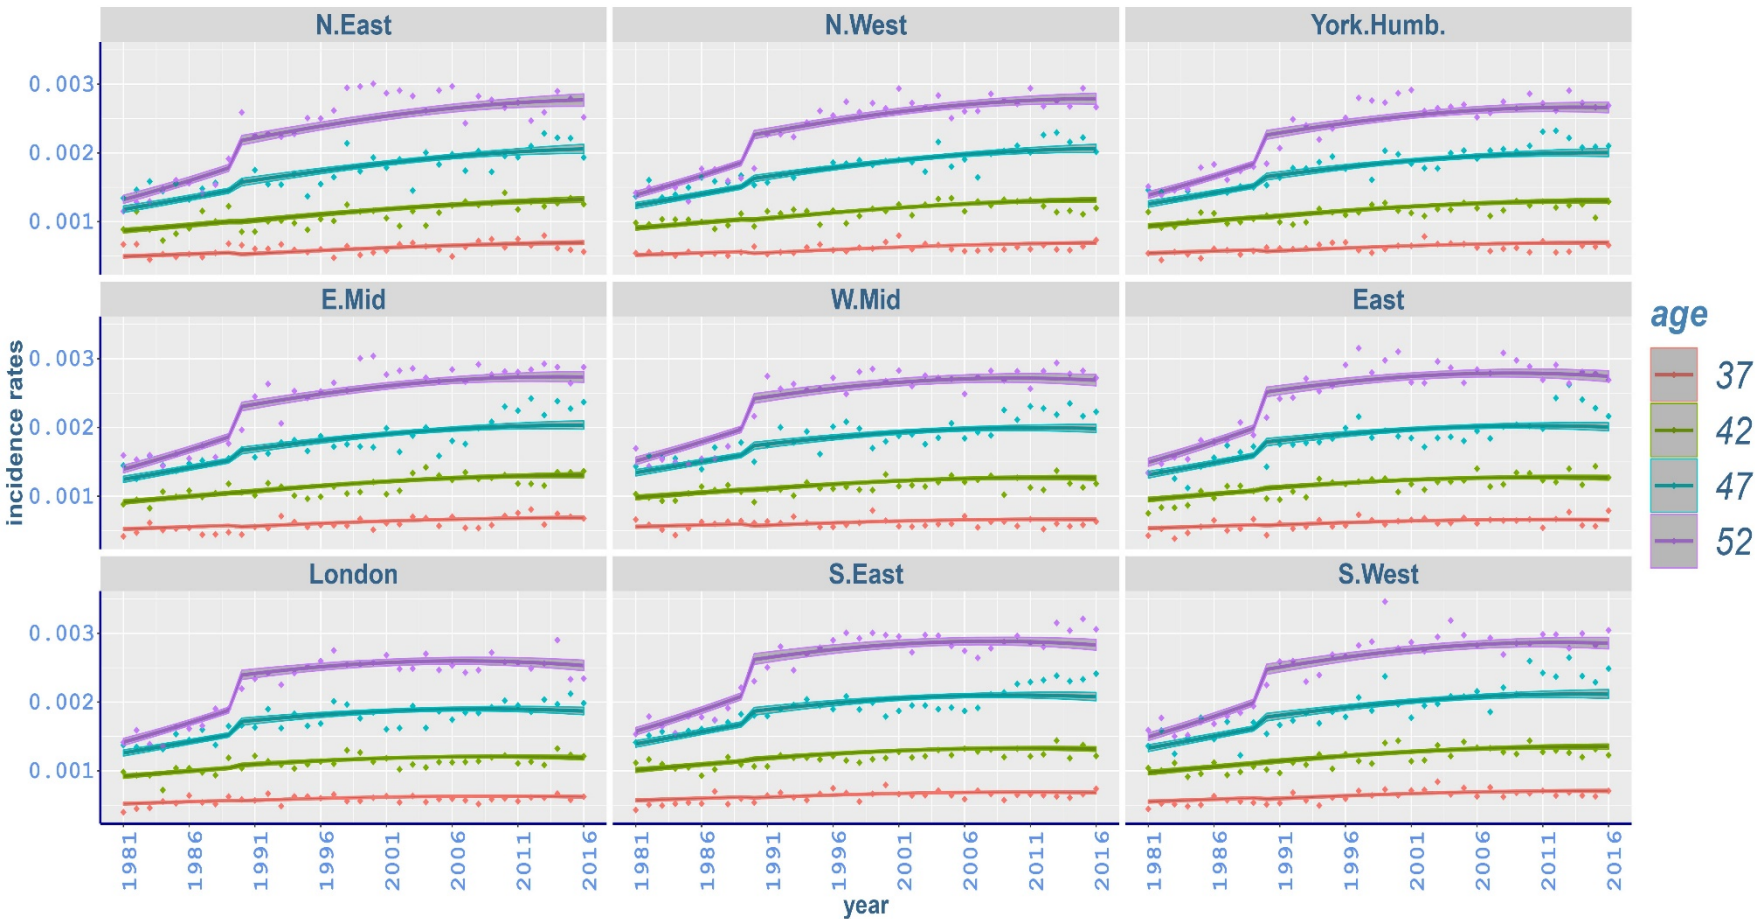 N.East N.West York.Humb.
0.003
0.002
0.001
E.Mid W.Mid East
0.003
0.002
0.001
London S.East S.West
0.003
0.002
0.001
incidence rates
1981 1986 1991 1996 2001 2006 2011 2016 1981 1986 1991 1996 2001 2006 2011 2016 1981 1986 1991 1996 2001 2006 2011 2016
year
age
37
42
47
52